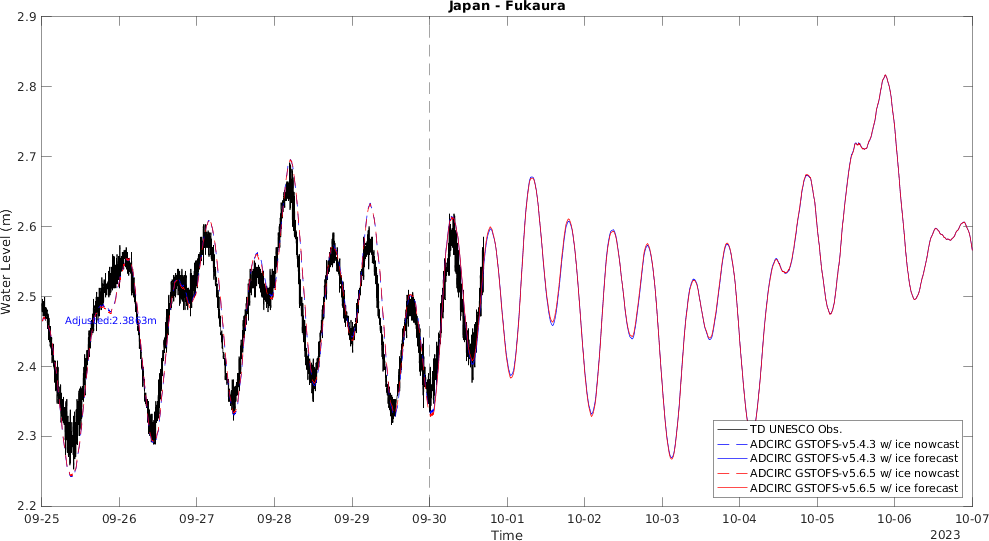 Japan - Fukaura
2.9
2.8
2.7
2.6
2.5
2.4
2.3
2.2
Water Level (m)
Adjusted:2.3863m
TD UNESCO Obs.
ADCIRC GSTOFS-v5.4.3 w/ ice nowcast
ADCIRC GSTOFS-v5.4.3 w/ ice forecast
ADCIRC GSTOFS-v5.6.5 w/ ice nowcast
ADCIRC GSTOFS-v5.6.5 w/ ice forecast
09-25 09-26 09-27 09-28 09-29 09-30 10-01 10-02 10-03 10-04 10-05 10-06 10-07
Time
2023